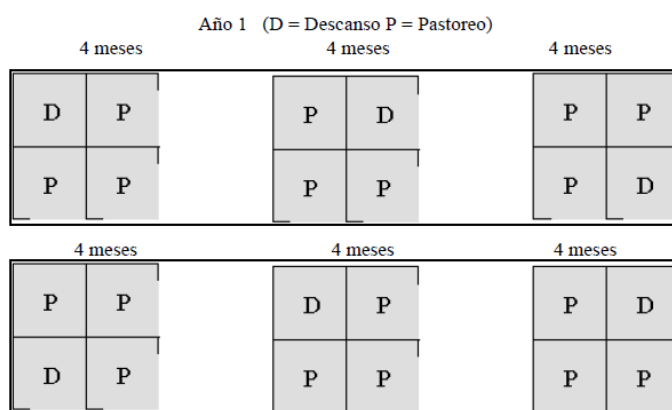 Año 1 (D = Descanso P = Pastoreo)
4 meses 4 meses 4 meses
D P P D P P
P P P P P D
4 meses 4 meses 4 meses
P P D P P D
D P P P P P